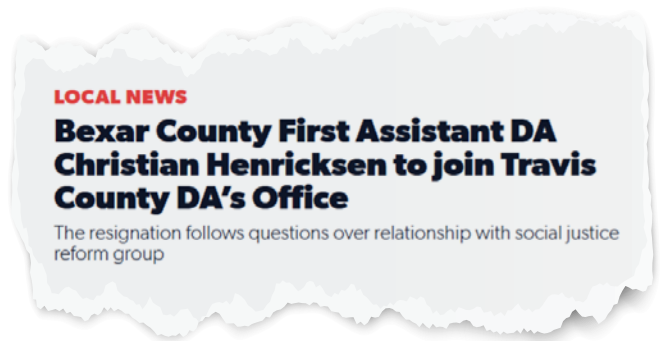 LOCAL NEWS
Bexar County First Assistant DA
Christian Henricksen to join Travis
County DA’s Office
The resignation follows questions over relationship with social justice
reform group